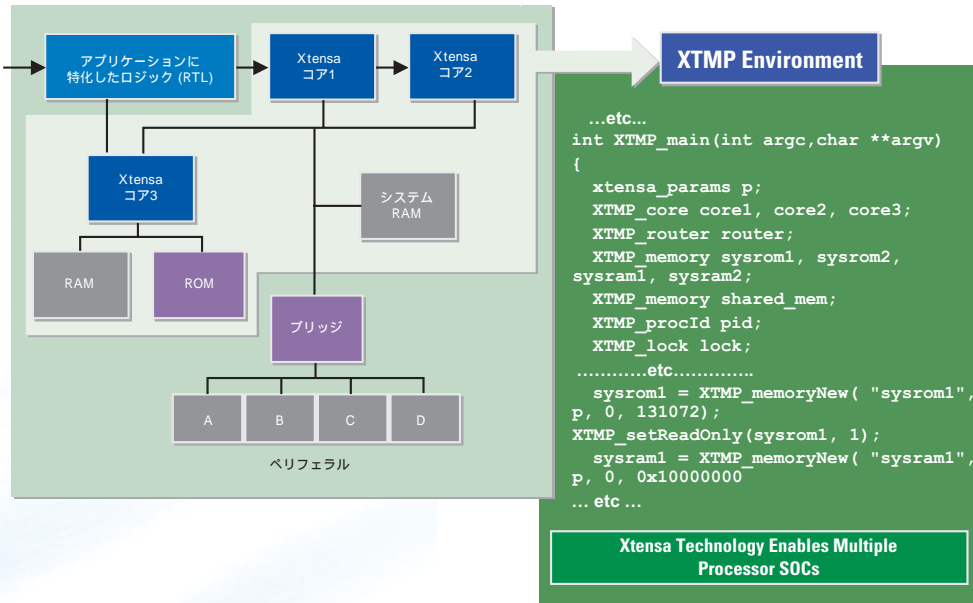 アプリケーションに
特化したロジック (RTL)
Xtensa
コア1
Xtensa
コア2
Xtensa
コア3
システム
RAM
RAM
ROM
ブリッジ
A
B
C
D
ペリフェラル
XTMP Environment
...etc...
int XTMP_main(int argc,char **argv)
{
xtensa_params p;
XTMP_core core1, core2, core3;
XTMP_router router;
XTMP_memory sysrom1, sysrom2,
sysram1, sysram2;
XTMP_memory shared_mem;
XTMP_procId pid;
XTMP_lock lock;
…………etc…………..
sysrom1 = XTMP_memoryNew( "sysrom1",
p, 0, 131072);
XTMP_setReadOnly(sysrom1, 1);
sysram1 = XTMP_memoryNew( "sysram1",
p, 0, 0x10000000
... etc ...
Xtensa Technology Enables Multiple
Processor SOCs